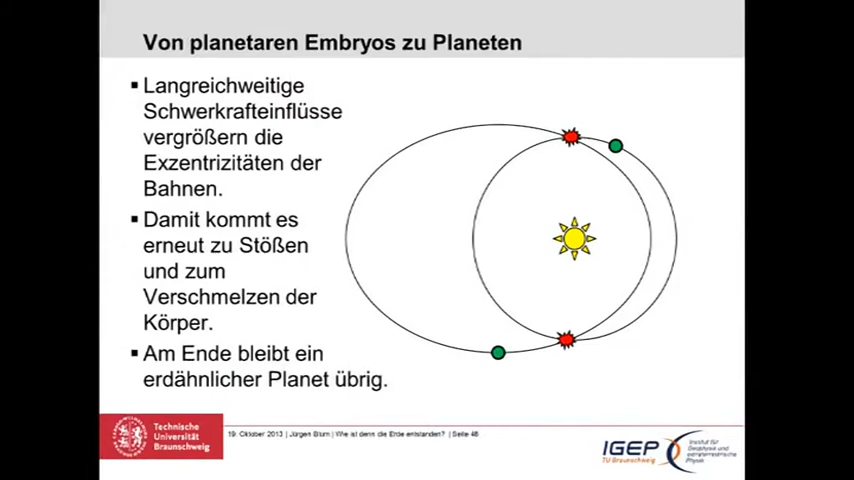 Von planetaren Embryos zu Planeten
Langreichweitige
Schwerkrafteinflüsse
vergrößern die
Exzentrizitäten der
Bahnen.
Damit kommt es
erneut zu Stößen
und zum
Verschmelzen der
Körper.
Am Ende bleibt ein
erdähnlicher Planet übrig.
Technische
Universität
Braunschweig
19. Oktober 2013 | Jürgen Blum | Wie ist denn die Erde entstanden? | Seite 48
IGEP
TU Braunschweig
Institut für
Geophysik und
extraterrestrische
Physik